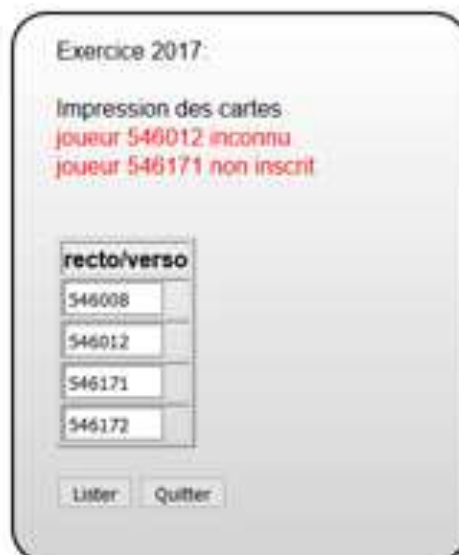 Exercice 2017:
Impression des cartes
joueur 546012 inconnu
joueur 546171 non inscrit
recto/verso
546008
546012
546171
546172
Lister Quitter